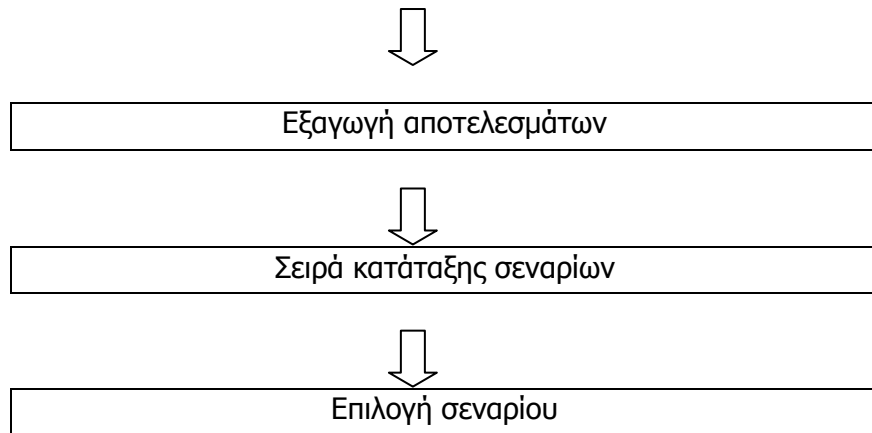 Εξαγωγή αποτελεσμάτων
Σειρά κατάταξης σεναρίων
Επιλογή σεναρίου